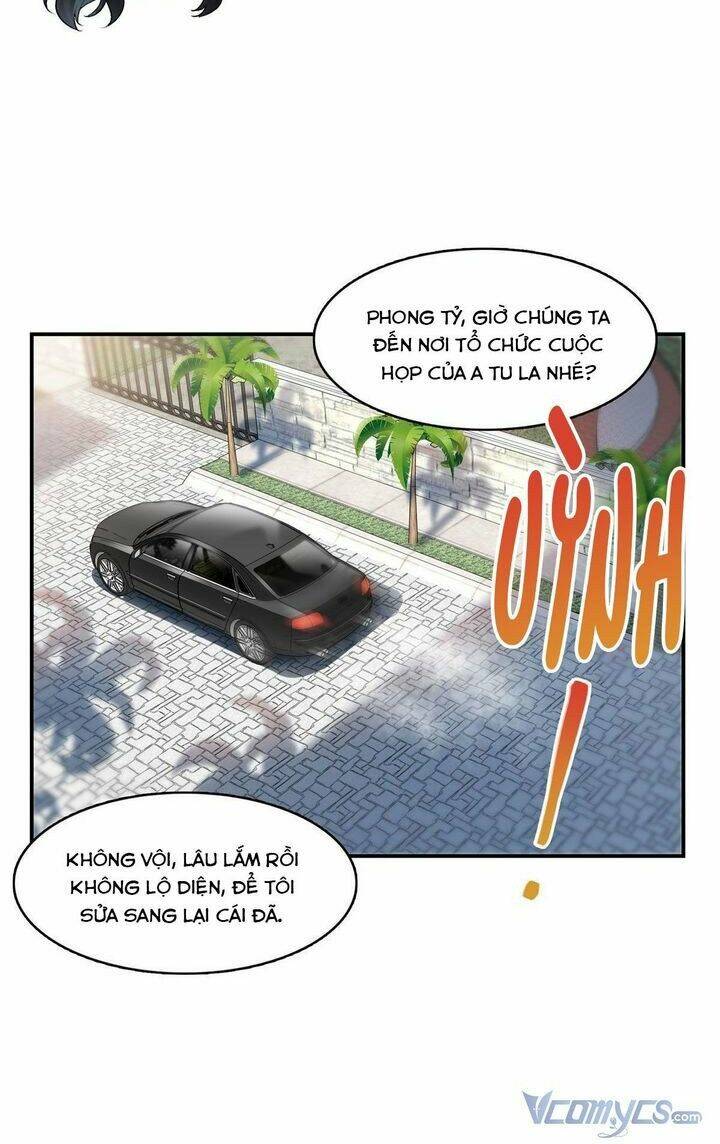 PHONG TỶ, GIỜ CHÚNG TA
ĐẾN NƠI TỔ CHỨC CUỘC
HỌP CỦA A TU LA NHÉ?
UỲNH
!
KHÔNG VỘI, LÂU LẮM RỒI
KHÔNG LỘ DIỆN, ĐỂ TÔI
SỬA SANG LẠI CÁI ĐÃ.
VCOMYCS.com